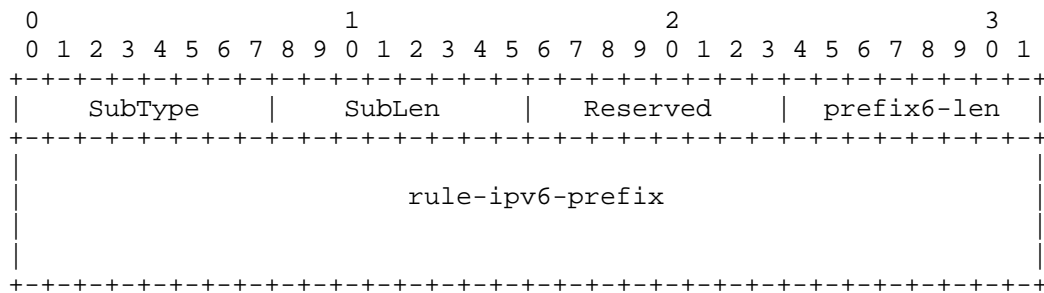 0                   1                   2                   3
0 1 2 3 4 5 6 7 8 9 0 1 2 3 4 5 6 7 8 9 0 1 2 3 4 5 6 7 8 9 0 1
+-+-+-+-+-+-+-+-+-+-+-+-+-+-+-+-+-+-+-+-+-+-+-+-+-+-+-+-+-+-+-+-+
|    SubType    |    SubLen     |   Reserved    |  prefix6-len  |
+-+-+-+-+-+-+-+-+-+-+-+-+-+-+-+-+-+-+-+-+-+-+-+-+-+-+-+-+-+-+-+-+
|                                                               |
|                        rule-ipv6-prefix                       |
|                                                               |
|                                                               |
+-+-+-+-+-+-+-+-+-+-+-+-+-+-+-+-+-+-+-+-+-+-+-+-+-+-+-+-+-+-+-+-+